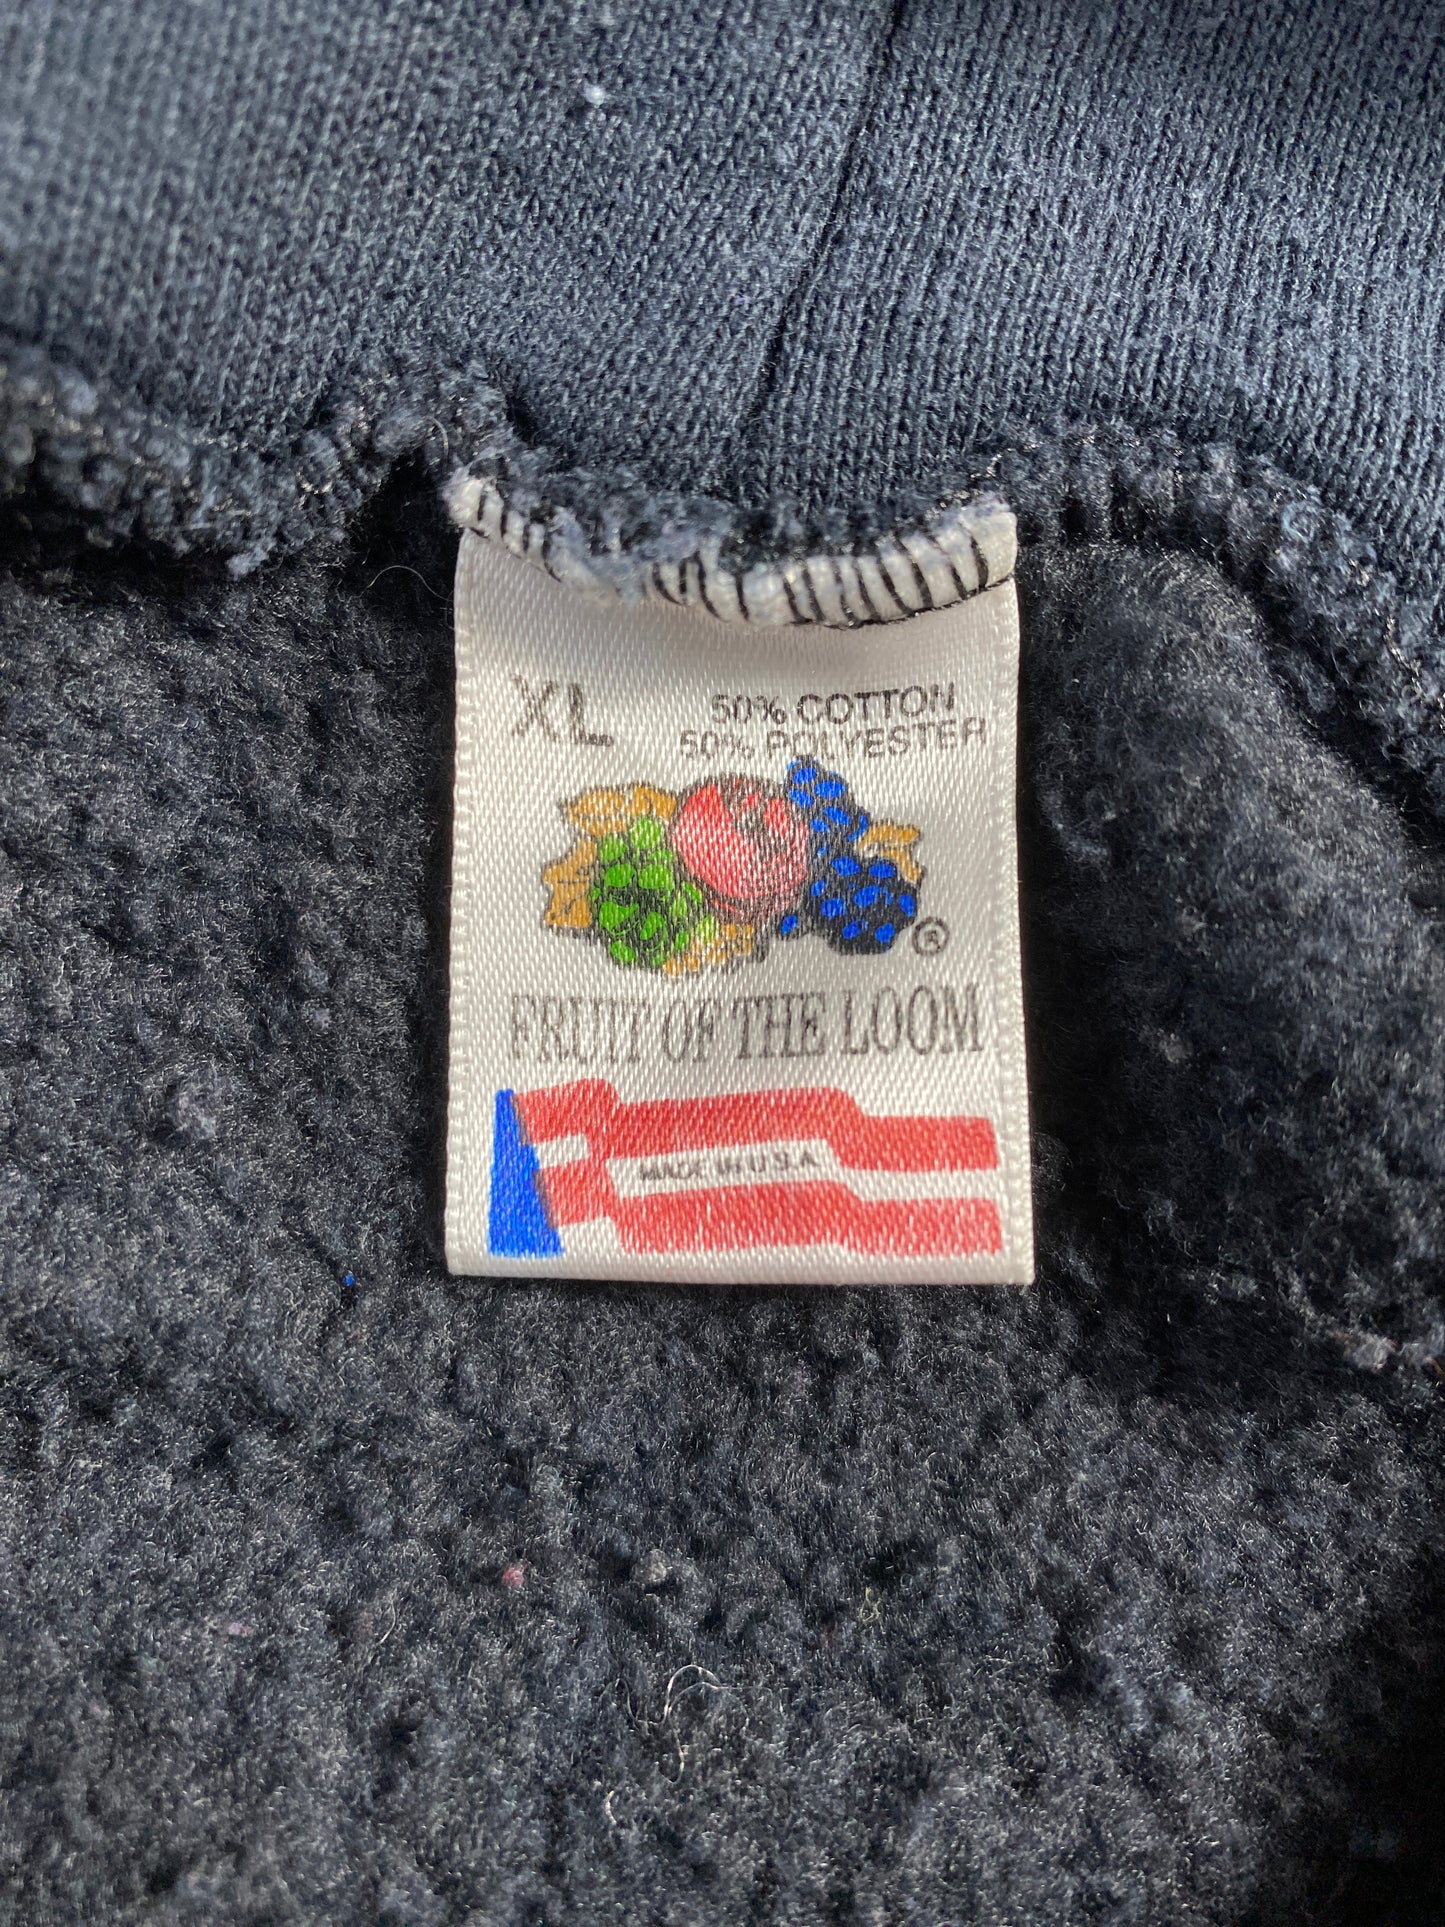 XL
50% COTTON
50% POLYESTER
®
FRUIT OF THE LOOM
MADE IN U.S.A.